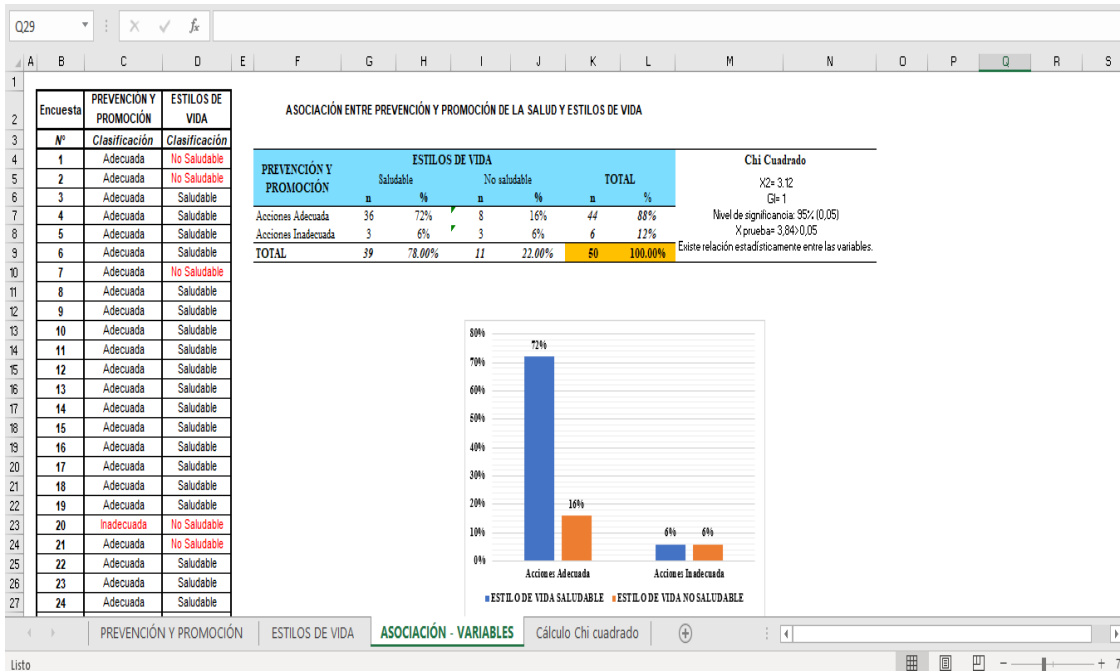 Q29
fx
A B C D E F G H I J K L M N O P Q R S
1
2 Encuesta PREVENCIÓN Y PROMOCIÓN ESTILOS DE VIDA ASOCIACIÓN ENTRE PREVENCIÓN Y PROMOCIÓN DE LA SALUD Y ESTILOS DE VIDA
3 Nº Clasificación Clasificación
4 1 Adecuada No Saludable PREVENCIÓN Y PROMOCIÓN ESTILOS DE VIDA Chi Cuadrado
5 2 Adecuada No Saludable Saludable No saludable TOTAL X2= 3.12
6 3 Adecuada Saludable n % n % n % Gl= 1
7 4 Adecuada Saludable Acciones Adecuada 36 72% 8 16% 44 88% Nivel de significancia: 95% (0,05)
8 5 Adecuada Saludable Acciones Inadecuada 3 6% 3 6% 6 12% X prueba= 3,84>0,05
9 6 Adecuada Saludable TOTAL 39 78.00% 11 22.00% 50 100.00% Existe relación estadísticamente entre las variables.
10 7 Adecuada No Saludable
11 8 Adecuada Saludable
12 9 Adecuada Saludable
13 10 Adecuada Saludable
14 11 Adecuada Saludable
15 12 Adecuada Saludable
16 13 Adecuada Saludable
17 14 Adecuada Saludable
18 15 Adecuada Saludable
19 16 Adecuada Saludable
20 17 Adecuada Saludable
21 18 Adecuada Saludable
22 19 Adecuada Saludable
23 20 Inadecuada No Saludable
24 21 Adecuada No Saludable
25 22 Adecuada Saludable
26 23 Adecuada Saludable
27 24 Adecuada Saludable
80%
70%
60%
50%
40%
30%
20%
10%
0%
72%
16%
6% 6%
Acciones Adecuada Acciones Inadecuada
ESTILO DE VIDA SALUDABLE ESTILO DE VIDA NO SALUDABLE
PREVENCIÓN Y PROMOCIÓN ESTILOS DE VIDA ASOCIACIÓN - VARIABLES Cálculo Chi cuadrado
Listo